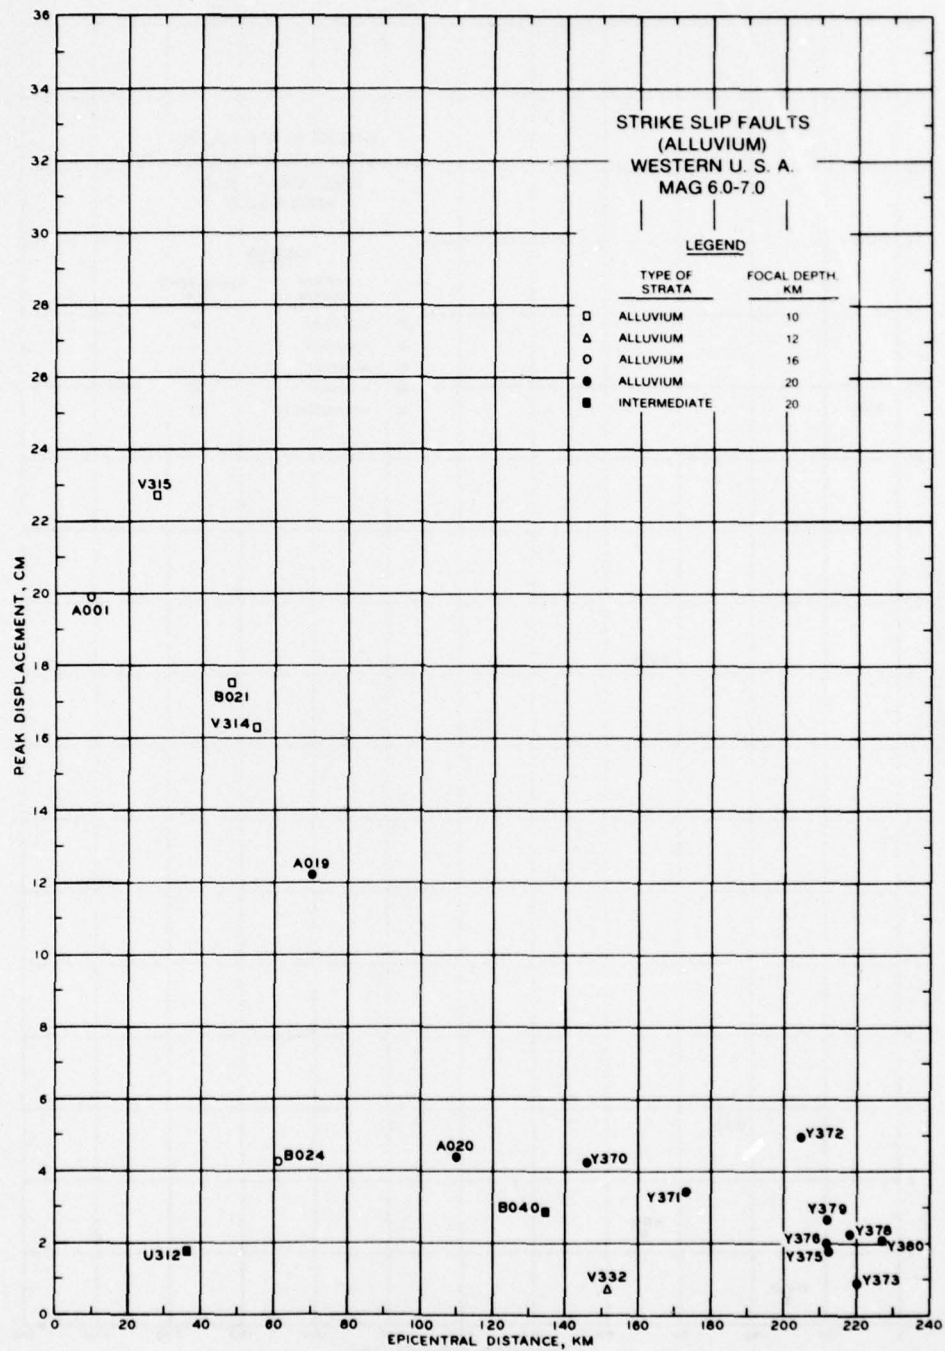 36
34
STRIKE SLIP FAULTS
(ALLUVIUM)
WESTERN U. S. A.
MAG 6.0-7.0
32
30
LEGEND
TYPE OF STRATA FOCAL DEPTH, KM
□ ALLUVIUM 10
△ ALLUVIUM 12
○ ALLUVIUM 16
● ALLUVIUM 20
■ INTERMEDIATE 20
28
26
24
V315
22
20
A001
18
B021
V314
16
14
A019
12
10
8
6
Y372
B024
A020
Y370
4
Y371
B040
Y379
Y378
Y376
Y380
2
U312
Y375
V332
Y373
0
PEAK DISPLACEMENT, CM
0 20 40 60 80 100 120 140 160 180 200 220 240
EPICENTRAL DISTANCE, KM